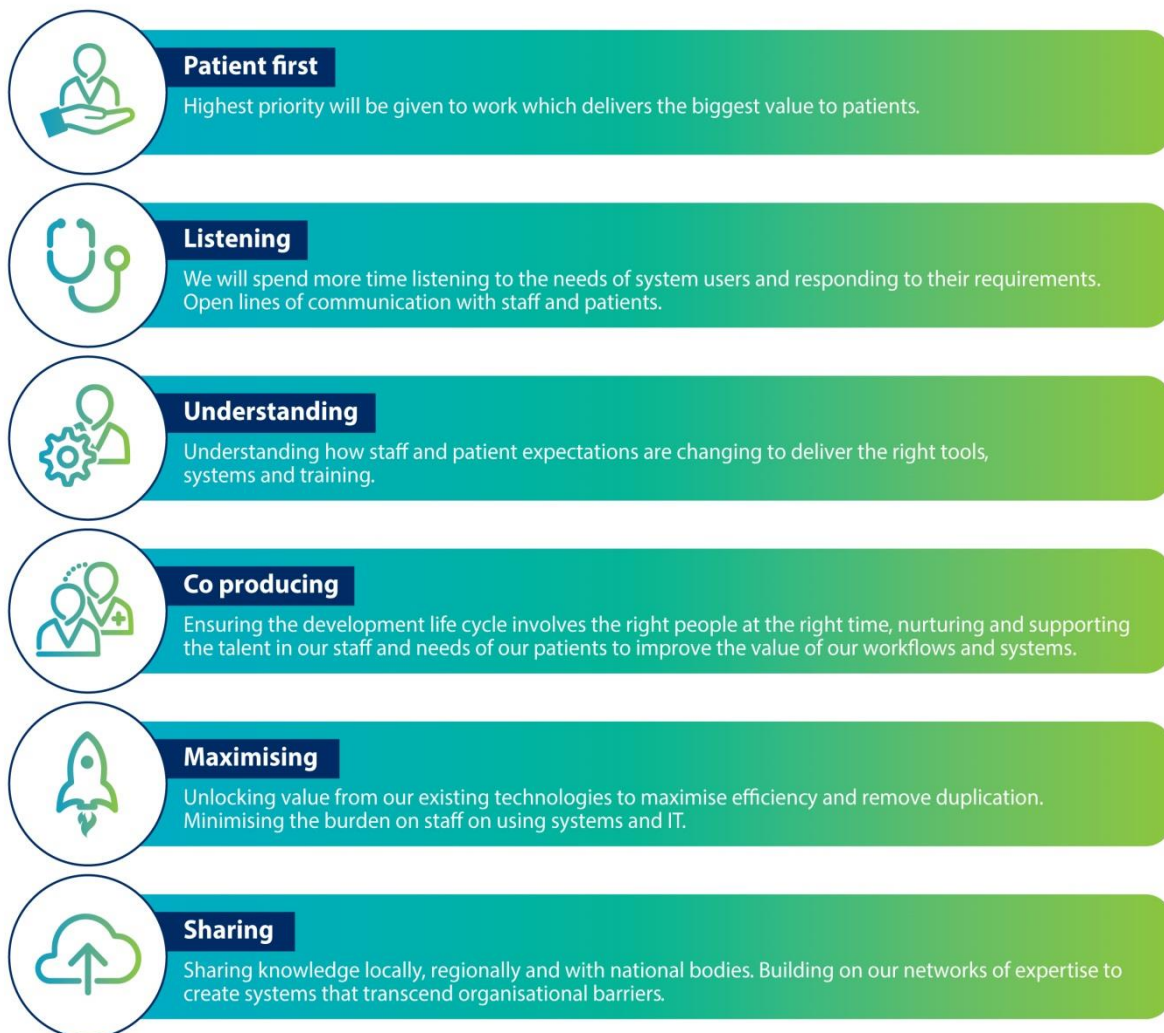 Patient first
Highest priority will be given to work which delivers the biggest value to patients.
Listening
We will spend more time listening to the needs of system users and responding to their requirements.
Open lines of communication with staff and patients.
Understanding
Understanding how staff and patient expectations are changing to deliver the right tools,
systems and training.
Co producing
Ensuring the development life cycle involves the right people at the right time, nurturing and supporting
the talent in our staff and needs of our patients to improve the value of our workflows and systems.
Maximising
Unlocking value from our existing technologies to maximise efficiency and remove duplication.
Minimising the burden on staff on using systems and IT.
Sharing
Sharing knowledge locally, regionally and with national bodies. Building on our networks of expertise to
create systems that transcend organisational barriers.